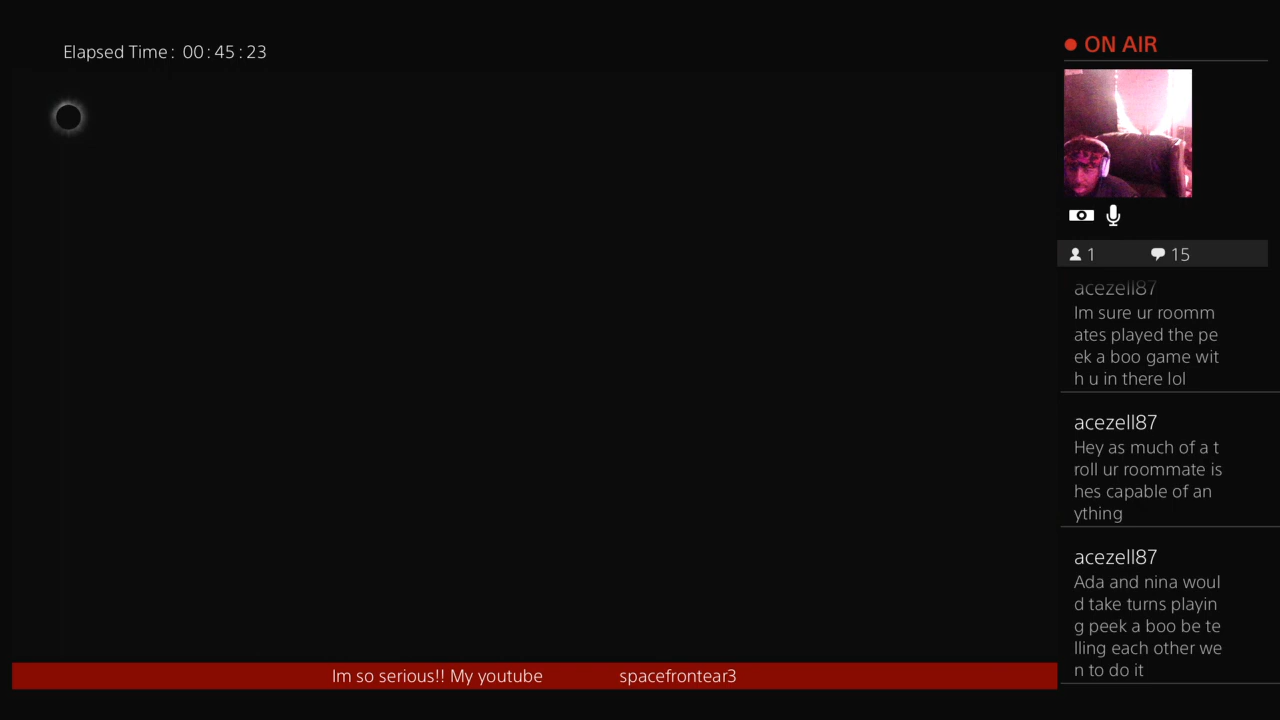 Elapsed Time: 00:45:23
ON AIR
1 15
acezell87
Im sure ur roomm
ates played the pe
ek a boo game wit
h u in there lol
acezell87
Hey as much of a t
roll ur roommate is
hes capable of an
ything
acezell87
Ada and nina woul
d take turns playin
g peek a boo be te
lling each other we
n to do it
Im so serious!! My youtube spacefrontear3